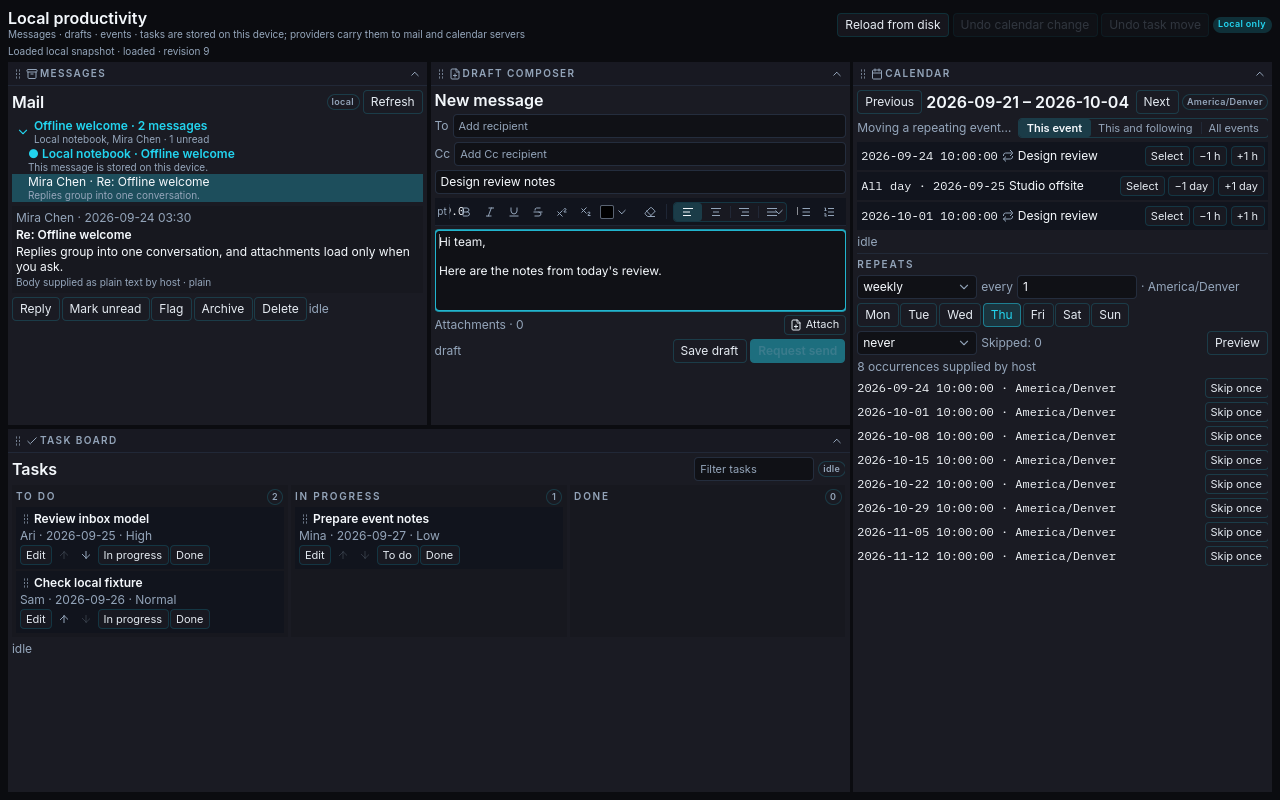 Local productivity
Messages · drafts · events · tasks are stored on this device; providers carry them to mail and calendar servers
Loaded local snapshot · loaded · revision 9
Reload from disk
Undo calendar change
Undo task move
Local only
MESSAGES
Mail
local
Refresh
Offline welcome · 2 messages
Local notebook, Mira Chen · 1 unread
Local notebook · Offline welcome
This message is stored on this device.
Mira Chen · Re: Offline welcome
Replies group into one conversation.
Mira Chen · 2026-09-24 03:30
Re: Offline welcome
Replies group into one conversation, and attachments load only when
you ask.
Body supplied as plain text by host · plain
Reply
Mark unread
Flag
Archive
Delete
idle
DRAFT COMPOSER
New message
To
Add recipient
Cc
Add Cc recipient
Design review notes
Hi team,
Here are the notes from today's review.
Attachments · 0
Attach
draft
Save draft
Request send
CALENDAR
Previous
2026-09-21 – 2026-10-04
Next
America/Denver
Moving a repeating event...
This event
This and following
All events
2026-09-24 10:00:00 Design review
Select
−1 h
+1 h
All day · 2026-09-25 Studio offsite
Select
−1 day
+1 day
2026-10-01 10:00:00 Design review
Select
−1 h
+1 h
idle
REPEATS
weekly
every
1
· America/Denver
Mon
Tue
Wed
Thu
Fri
Sat
Sun
never
Skipped: 0
Preview
8 occurrences supplied by host
2026-09-24 10:00:00 · America/Denver
Skip once
2026-10-01 10:00:00 · America/Denver
Skip once
2026-10-08 10:00:00 · America/Denver
Skip once
2026-10-15 10:00:00 · America/Denver
Skip once
2026-10-22 10:00:00 · America/Denver
Skip once
2026-10-29 10:00:00 · America/Denver
Skip once
2026-11-05 10:00:00 · America/Denver
Skip once
2026-11-12 10:00:00 · America/Denver
Skip once
TASK BOARD
Tasks
Filter tasks
idle
TO DO
2
Review inbox model
Ari · 2026-09-25 · High
Edit
In progress
Done
Check local fixture
Sam · 2026-09-26 · Normal
Edit
In progress
Done
IN PROGRESS
1
Prepare event notes
Mina · 2026-09-27 · Low
Edit
To do
Done
DONE
0
idle